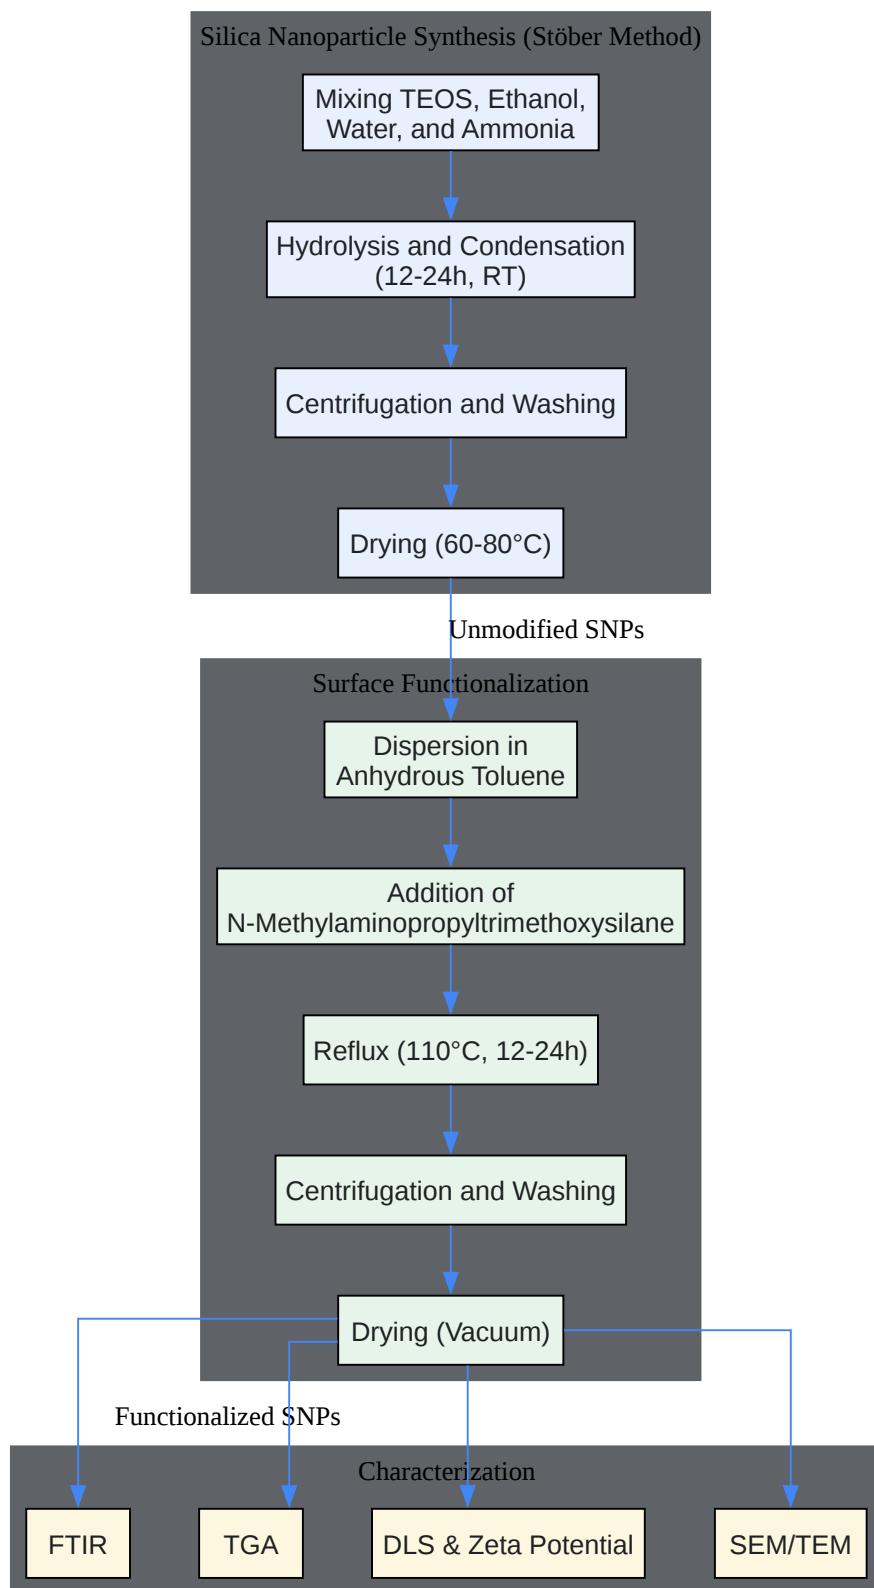 Silica Nanoparticle Synthesis (Stöber Method)
Mixing TEOS, Ethanol,
Water, and Ammonia
Hydrolysis and Condensation
(12-24h, RT)
Centrifugation and Washing
Drying (60-80°C)
Unmodified SNPs
Surface Functionalization
Dispersion in
Anhydrous Toluene
Addition of
N-Methylaminopropyltrimethoxysilane
Reflux (110°C, 12-24h)
Centrifugation and Washing
Drying (Vacuum)
Functionalized SNPs
Characterization
FTIR
TGA
DLS & Zeta Potential
SEM/TEM